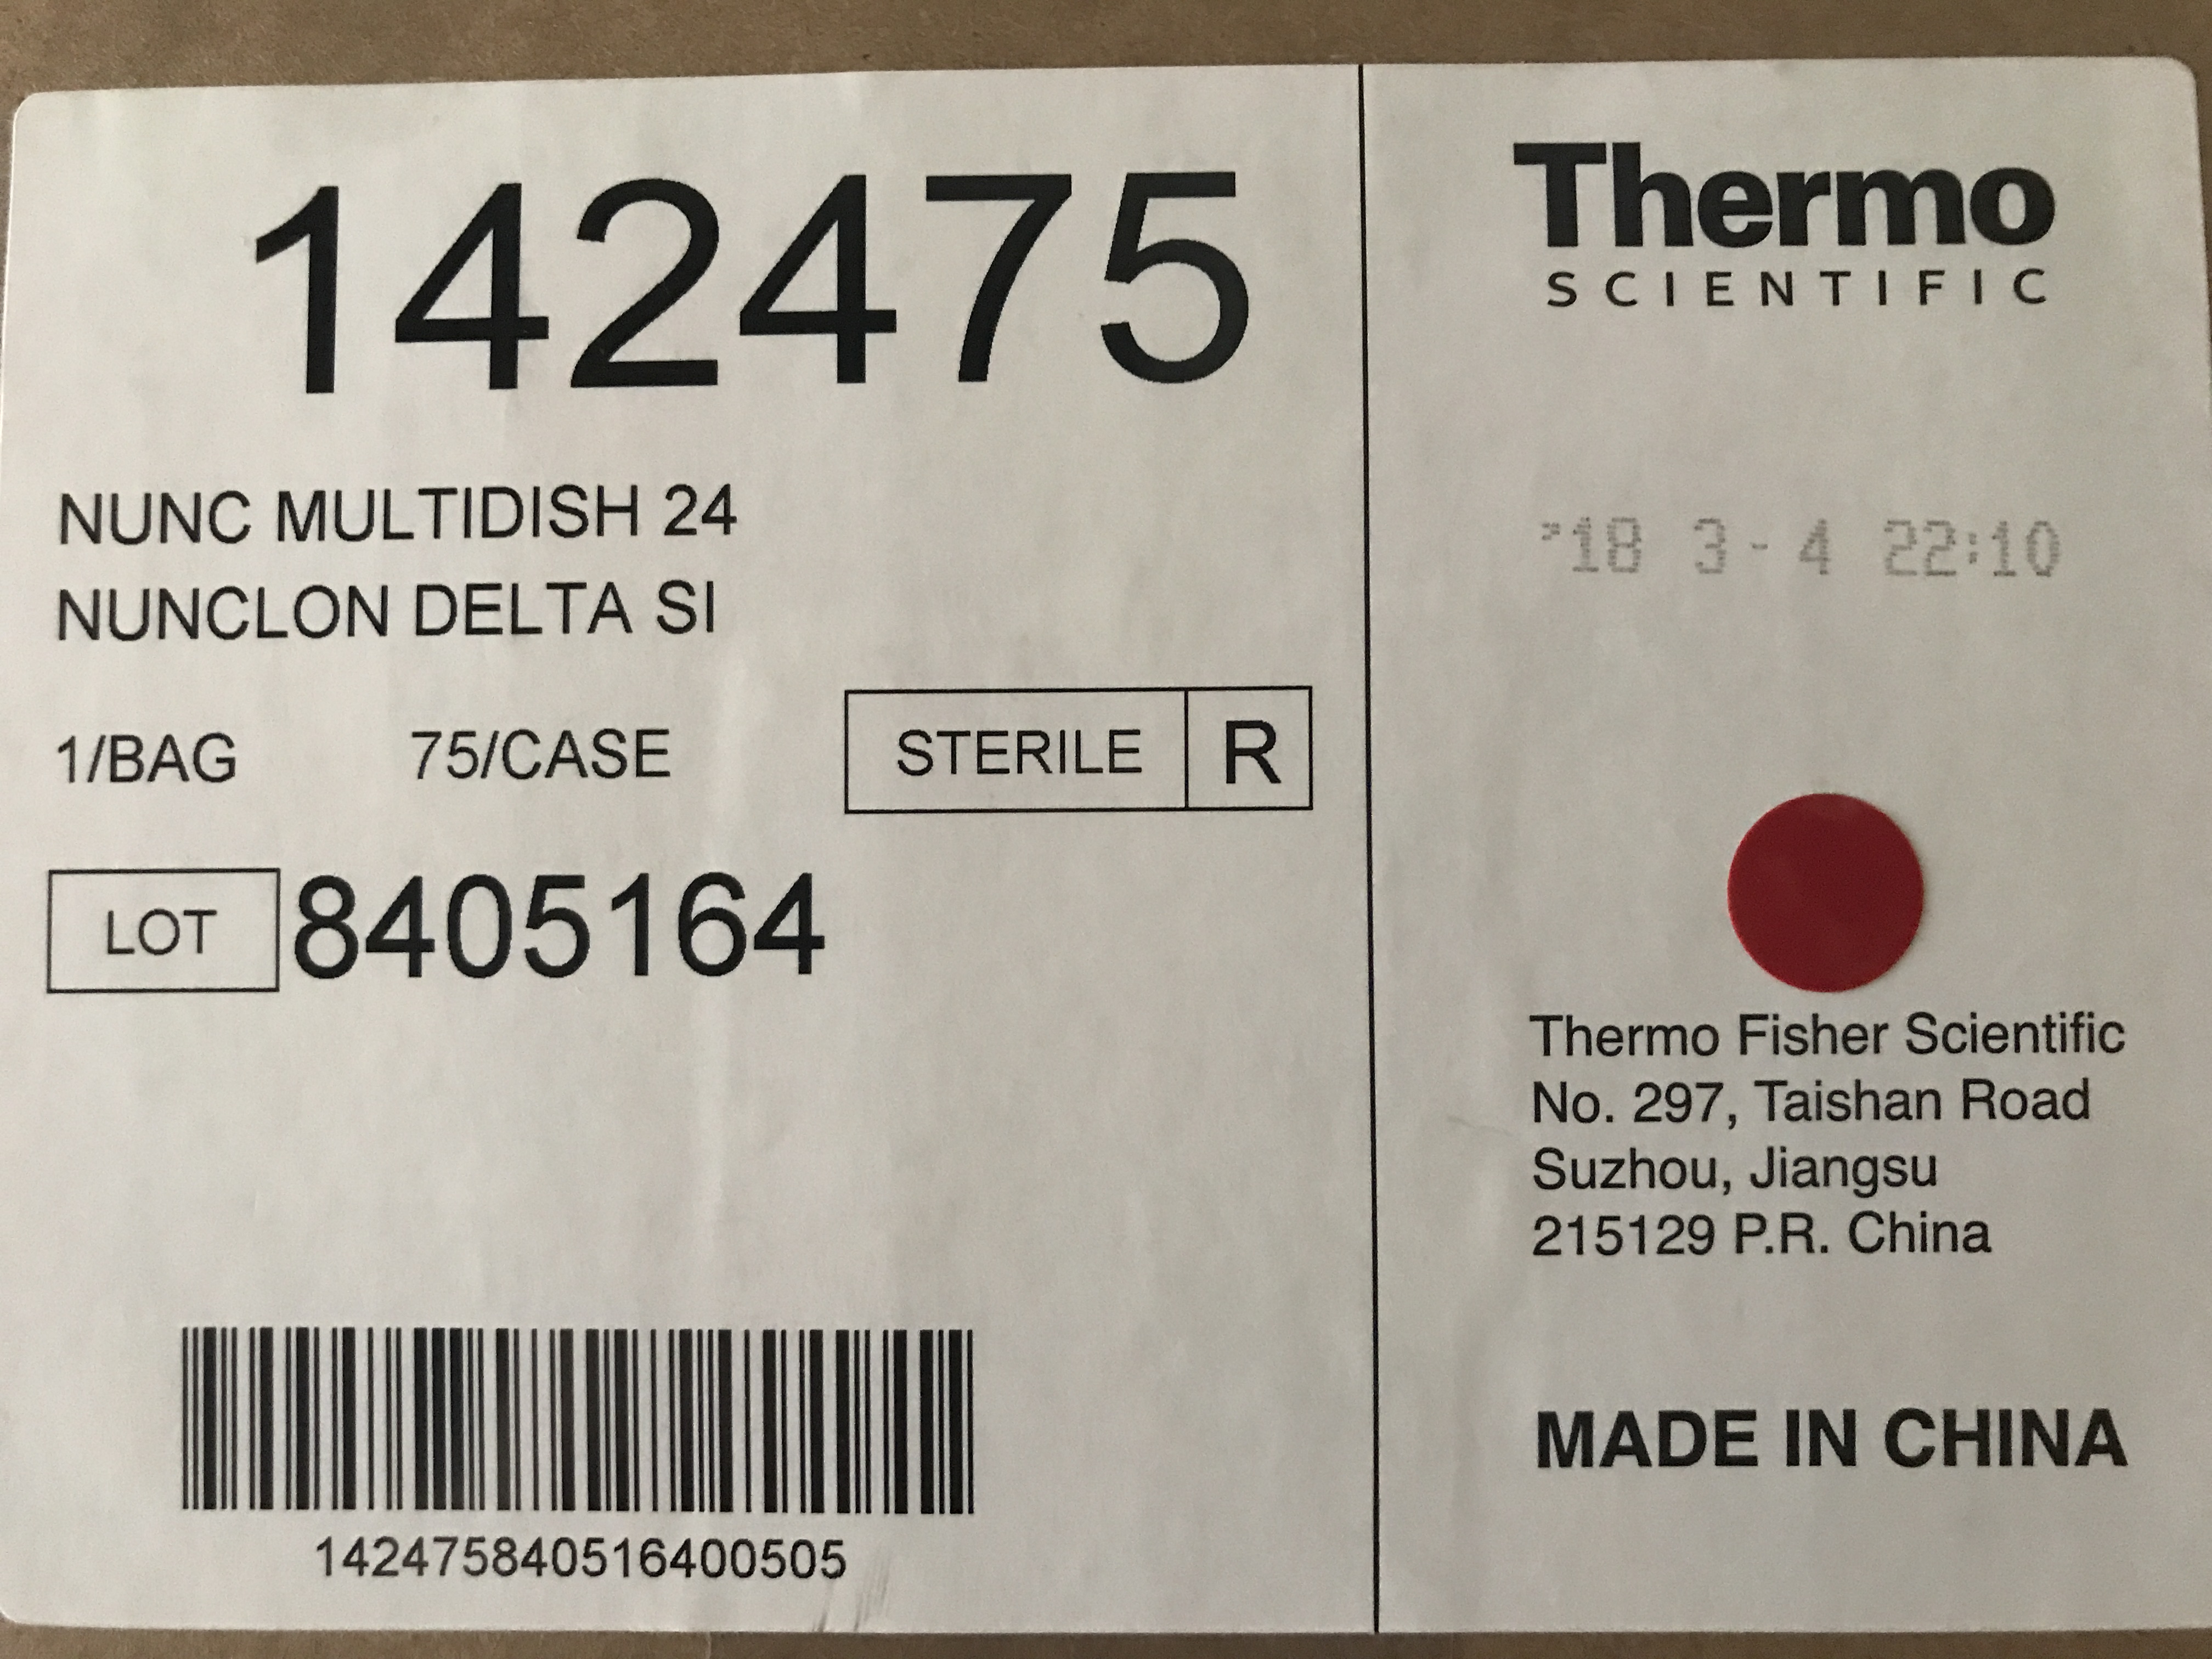 142475
NUNC MULTIDISH 24
NUNCLON DELTA SI
1/BAG 75/CASE
STERILE R
LOT 8405164
142475840516400505
Thermo
SCIENTIFIC
'18 3-4 22:10
Thermo Fisher Scientific
No. 297, Taishan Road
Suzhou, Jiangsu
215129 P.R. China
MADE IN CHINA